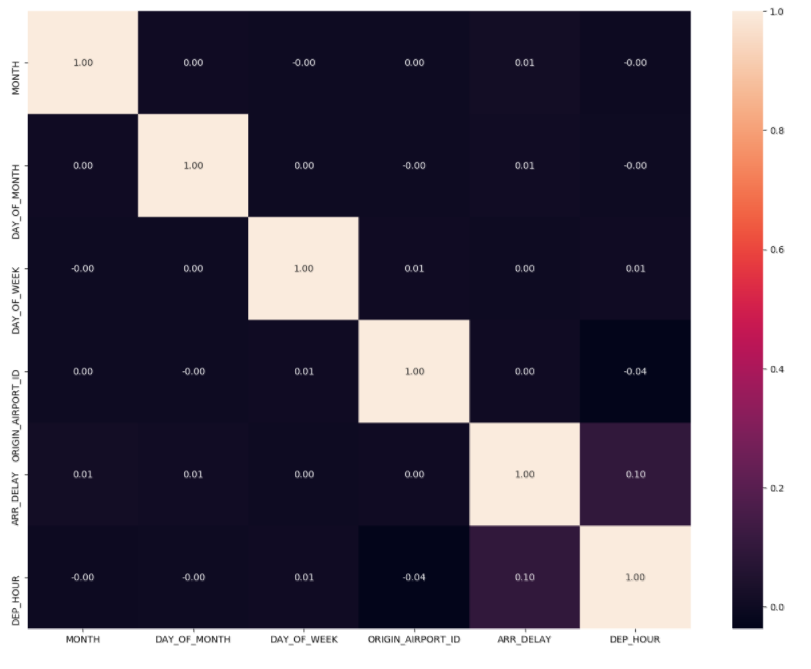 MONTH 1.00 0.00 -0.00 0.00 0.01 -0.00
DAY_OF_MONTH 0.00 1.00 0.00 -0.00 0.01 -0.00
DAY_OF_WEEK -0.00 0.00 1.00 0.01 0.00 0.01
ORIGIN_AIRPORT_ID 0.00 -0.00 0.01 1.00 0.00 -0.04
ARR_DELAY 0.01 0.01 0.00 0.00 1.00 0.10
DEP_HOUR -0.00 -0.00 0.01 -0.04 0.10 1.00
MONTH DAY_OF_MONTH DAY_OF_WEEK ORIGIN_AIRPORT_ID ARR_DELAY DEP_HOUR
1.0
0.8
0.6
0.4
0.2
0.0